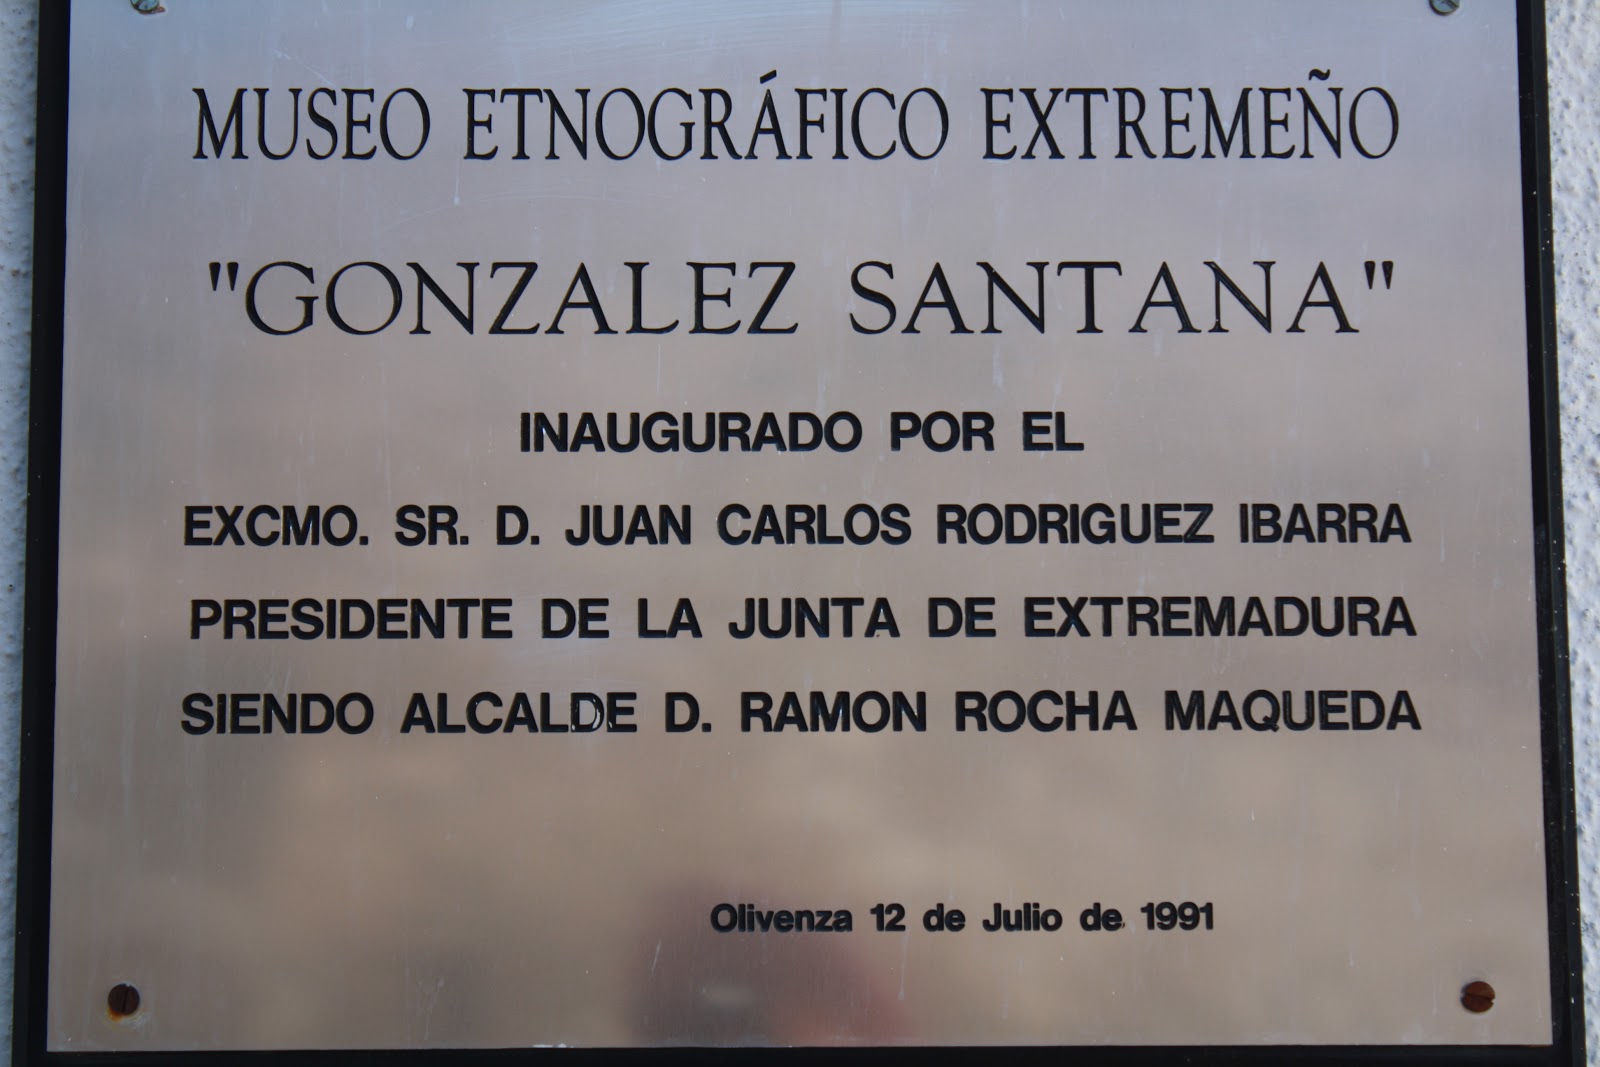 MUSEO ETNOGRÁFICO EXTREMEÑO
"GONZALEZ SANTANA"
INAUGURADO POR EL
EXCMO. SR. D. JUAN CARLOS RODRIGUEZ IBARRA
PRESIDENTE DE LA JUNTA DE EXTREMADURA
SIENDO ALCALDE D. RAMON ROCHA MAQUEDA
Olivenza 12 de Julio de 1991